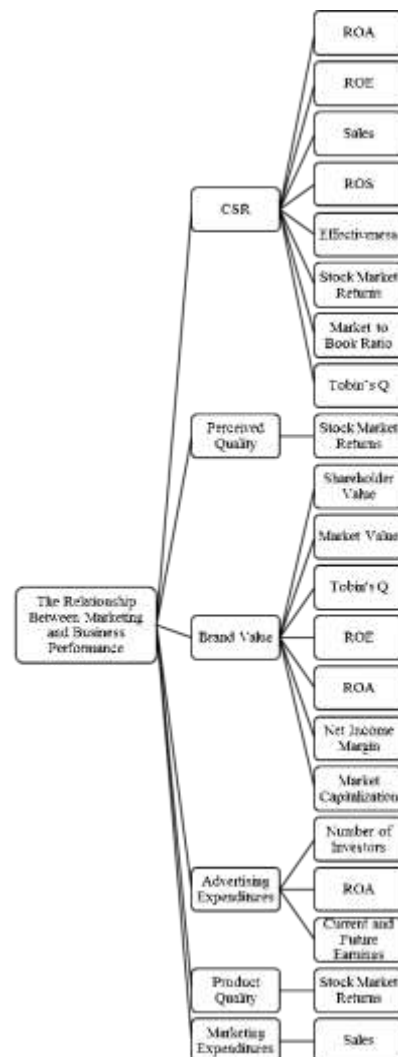 ROA
ROE
Sales
ROS
CSR
Effectiveness
Stock Market
Returns
Market to
Book Ratio
Tobin's Q
Perceived
Quality
Stock Market
Returns
Shareholder
Value
Market Value
Tobin's Q
The Relationship
Between Marketing
and Business
Performance
Brand Value
ROE
ROA
Net Income
Margin
Market
Capitalization
Number of
Investors
Advertising
Expenditures
ROA
Current and
Future
Earnings
Product
Quality
Stock Market
Returns
Marketing
Expenditures
Sales